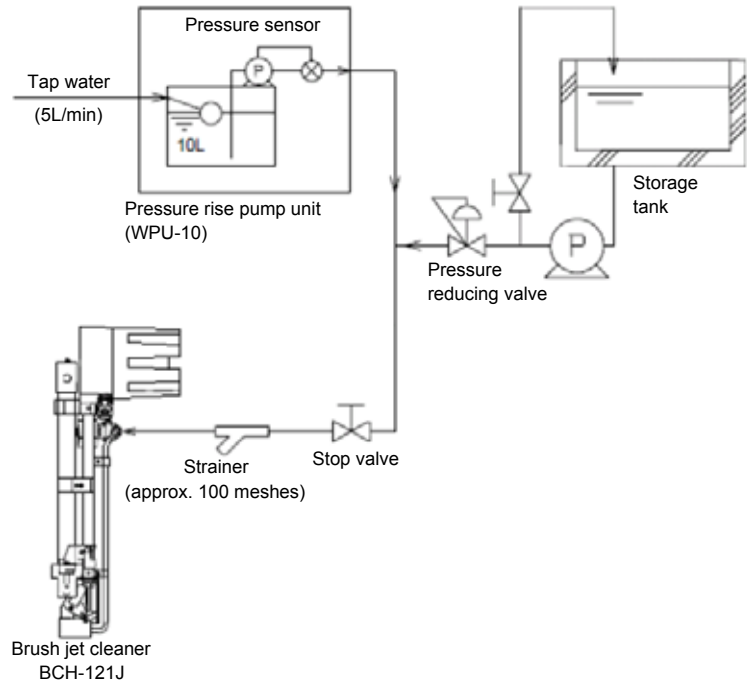 Pressure sensor
P
Tap water
(5L/min)
10L
Pressure rise pump unit
(WPU-10)
Storage
tank
P
Pressure
reducing valve
Stop valve
Strainer
(approx. 100 meshes)
Brush jet cleaner
BCH-121J